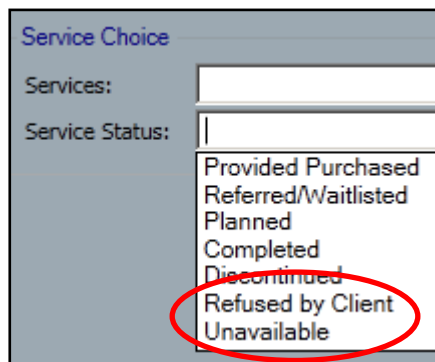 Service Choice
Services:
Service Status:
Provided Purchased
Referred/Waitlisted
Planned
Completed
Discontinued
Refused by Client
Unavailable